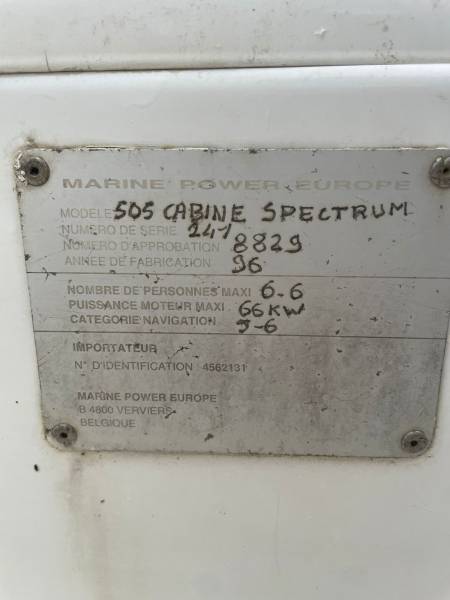 MARINE POWER EUROPE
MODELE 505 CABINE SPECTRUM
NUMERO DE SERIE 241
NUMERO D'APPROBATION 8829
ANNEE DE FABRICATION 96
NOMBRE DE PERSONNES MAXI 6-6
PUISSANCE MOTEUR MAXI 66 KW
CATEGORIE NAVIGATION 5-6
IMPORTATEUR
N° D'IDENTIFICATION 4562131
MARINE POWER EUROPE
B 4800 VERVIERS
BELGIQUE